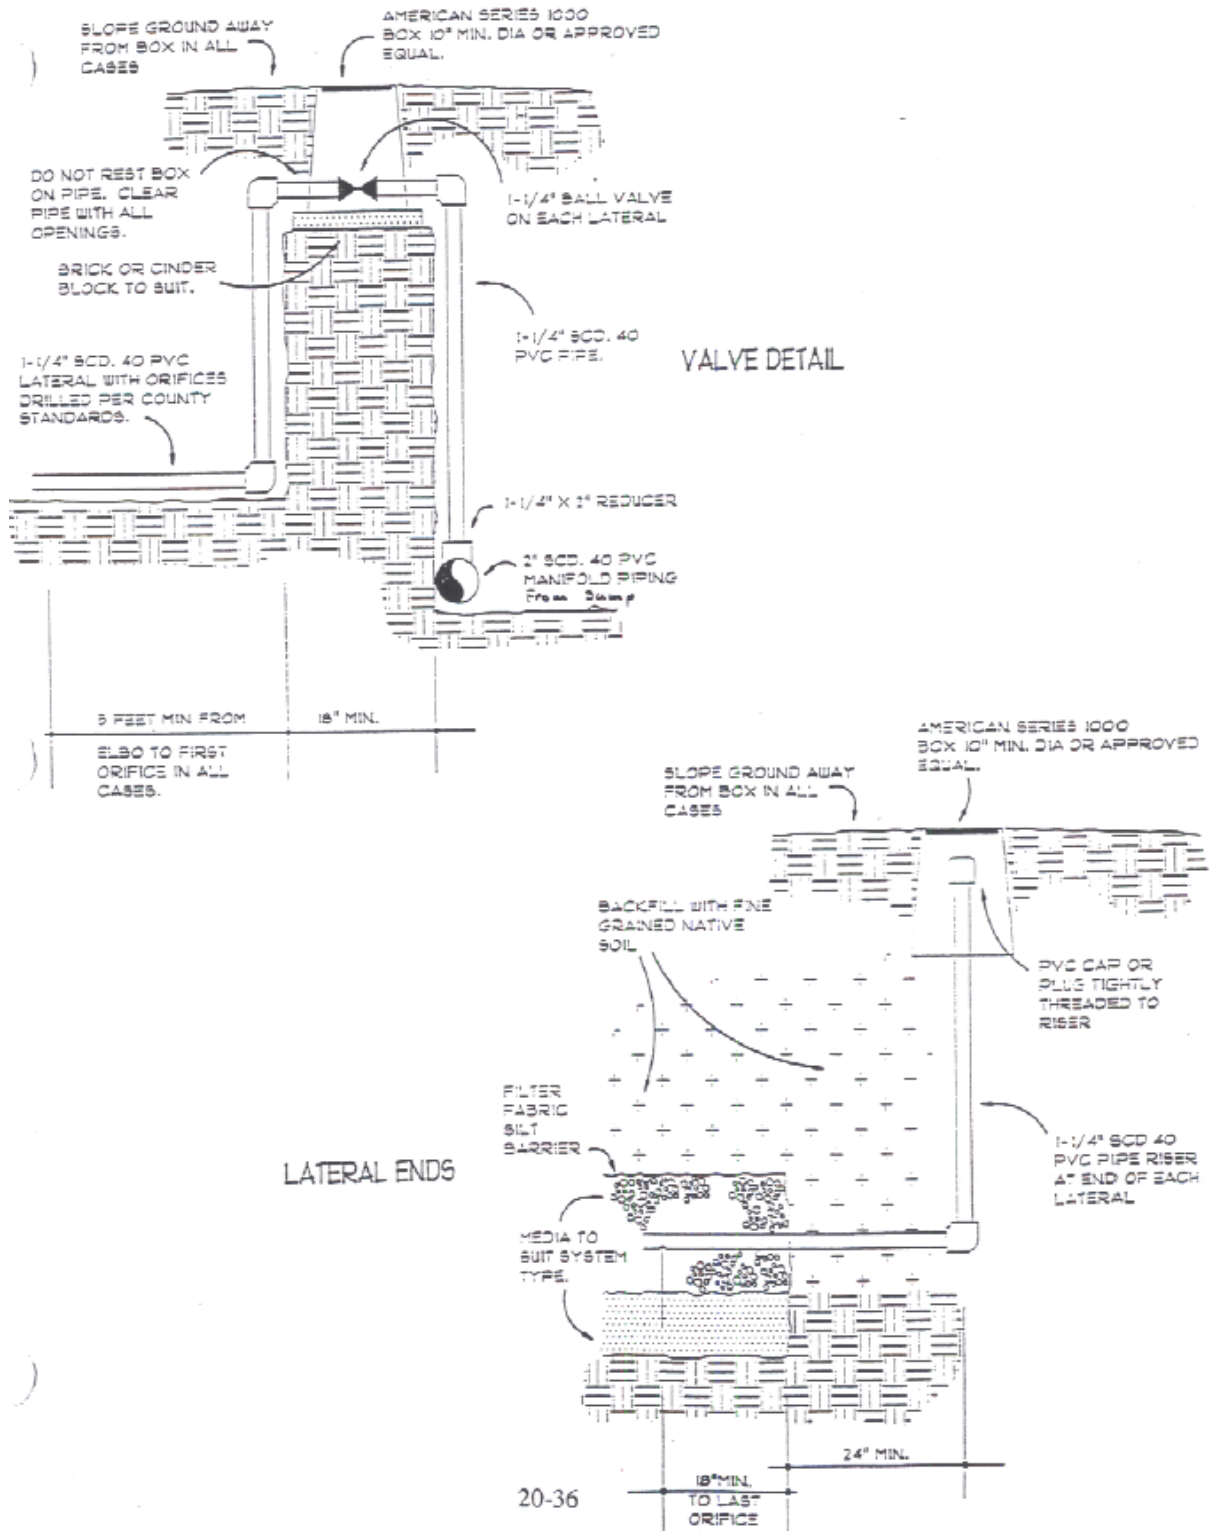 SLOPE GROUND AWAY
FROM BOX IN ALL
CASES
AMERICAN SERIES 1000
BOX 10" MIN. DIA OR APPROVED
EQUAL.
DO NOT REST BOX
ON PIPE. CLEAR
PIPE WITH ALL
OPENINGS.
1-1/4" BALL VALVE
ON EACH LATERAL
BRICK OR CINDER
BLOCK TO SUIT.
1-1/4" SCD. 40
PVC PIPE.
VALVE DETAIL
1-1/4" SCD. 40 PVC
LATERAL WITH ORIFICES
DRILLED PER COUNTY
STANDARDS.
1-1/4" X 2" REDUCER
2" SCD. 40 PVC
MANIFOLD PIPING
From Sump
5 FEET MIN FROM
ELBO TO FIRST
ORIFICE IN ALL
CASES.
18" MIN.
SLOPE GROUND AWAY
FROM BOX IN ALL
CASES
AMERICAN SERIES 1000
BOX 10" MIN. DIA OR APPROVED
EQUAL.
BACKFILL WITH FINE
GRAINED NATIVE
SOIL
PVC CAP OR
PLUG TIGHTLY
THREADED TO
RISER
FILTER
FABRIC
SILT
BARRIER
LATERAL ENDS
1-1/4" SCD 40
PVC PIPE RISER
AT END OF EACH
LATERAL
MEDIA TO
SUIT SYSTEM
TYPE.
24" MIN.
18" MIN.
TO LAST
ORIFICE
20-36